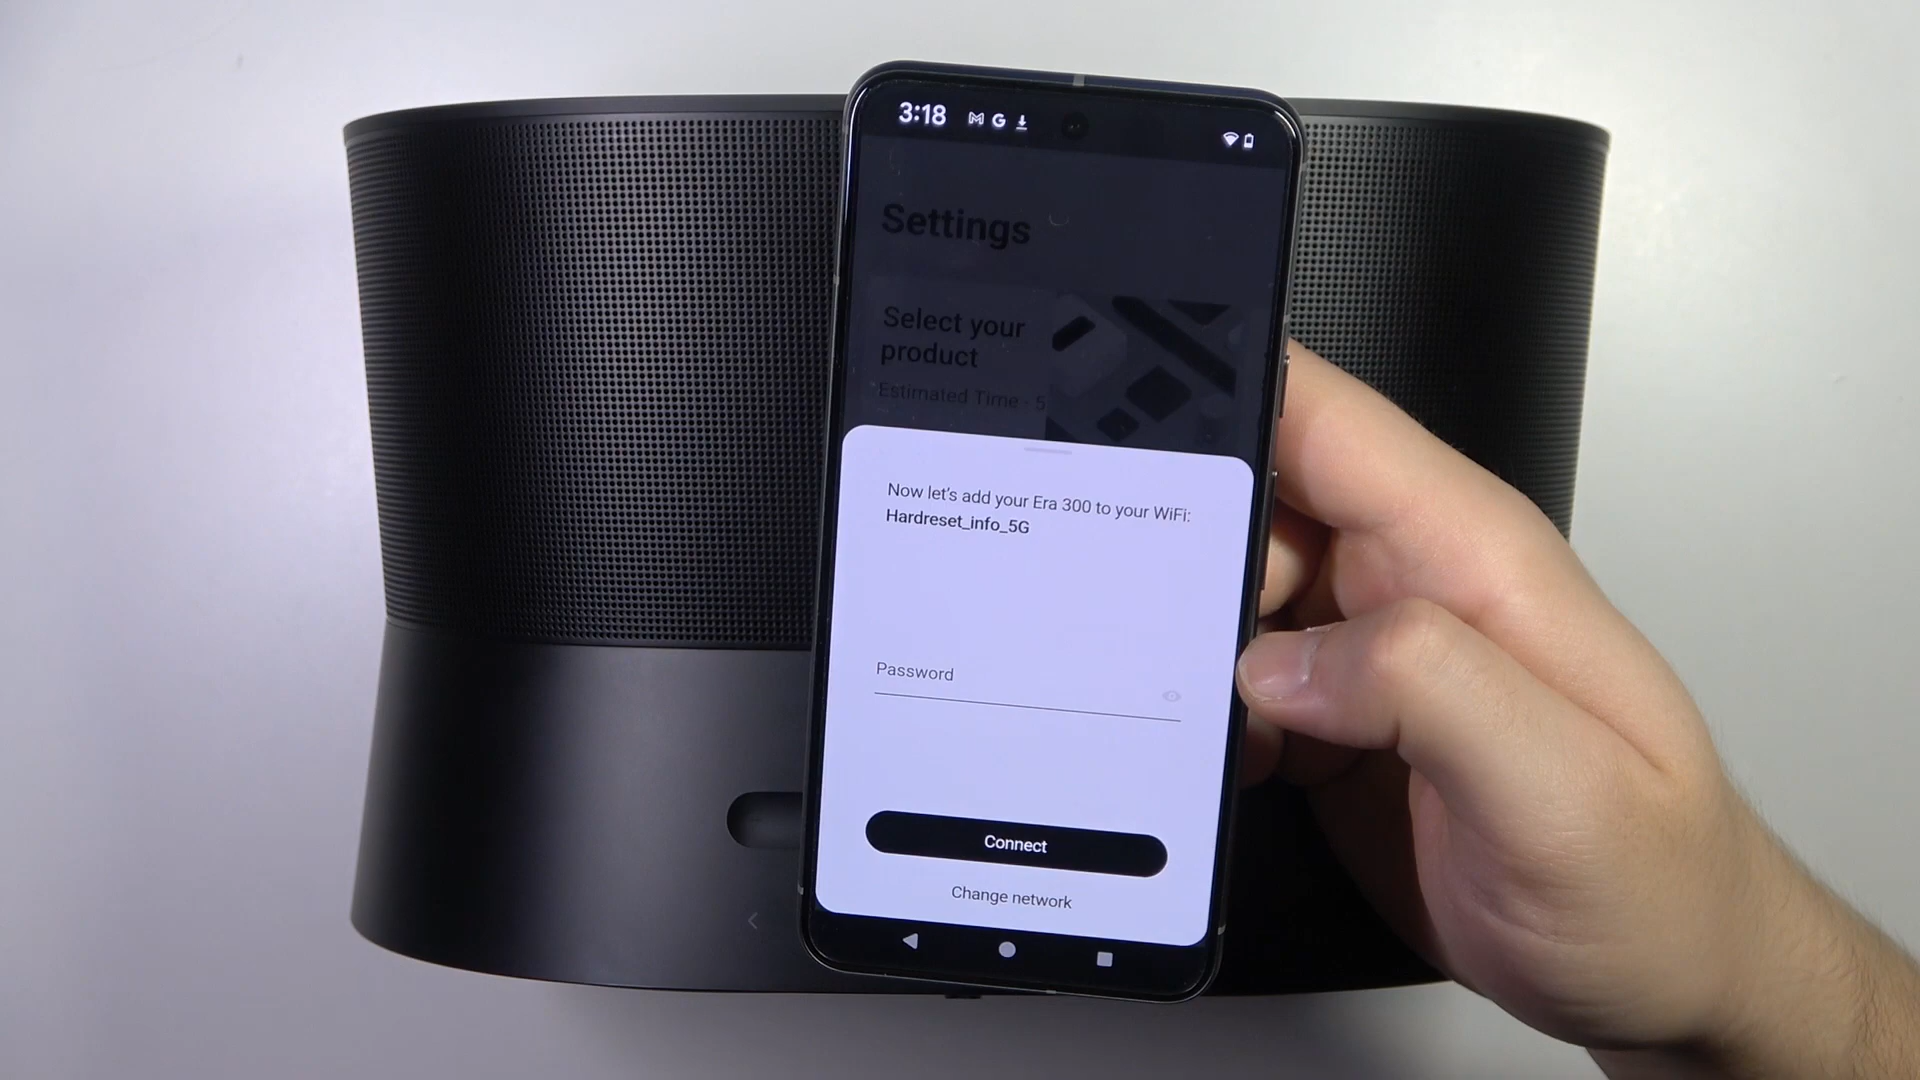 3:18
Settings
Select your
product
Estimated Time · 5
Now let's add your Era 300 to your WiFi:
Hardreset_info_5G
Password
Connect
Change network